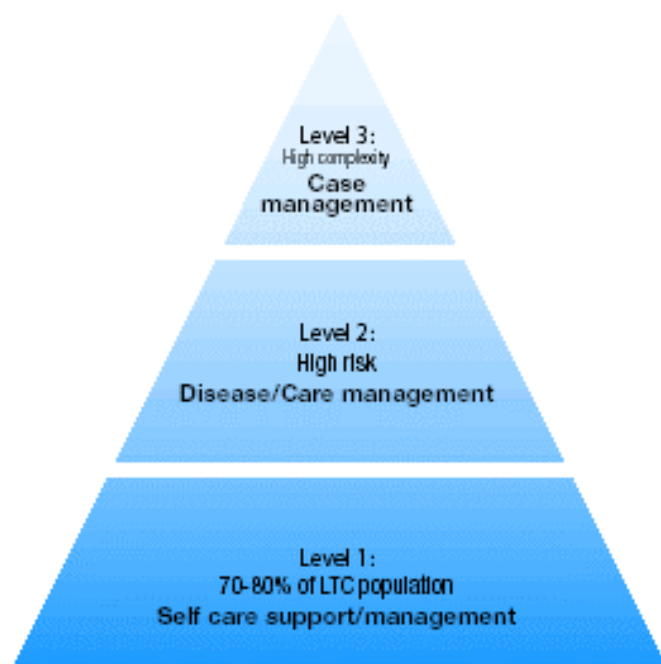 Level 3:
High complexity
Case
management
Level 2:
High risk
Disease/Care management
Level 1:
70-80% of LTC population
Self care support/management